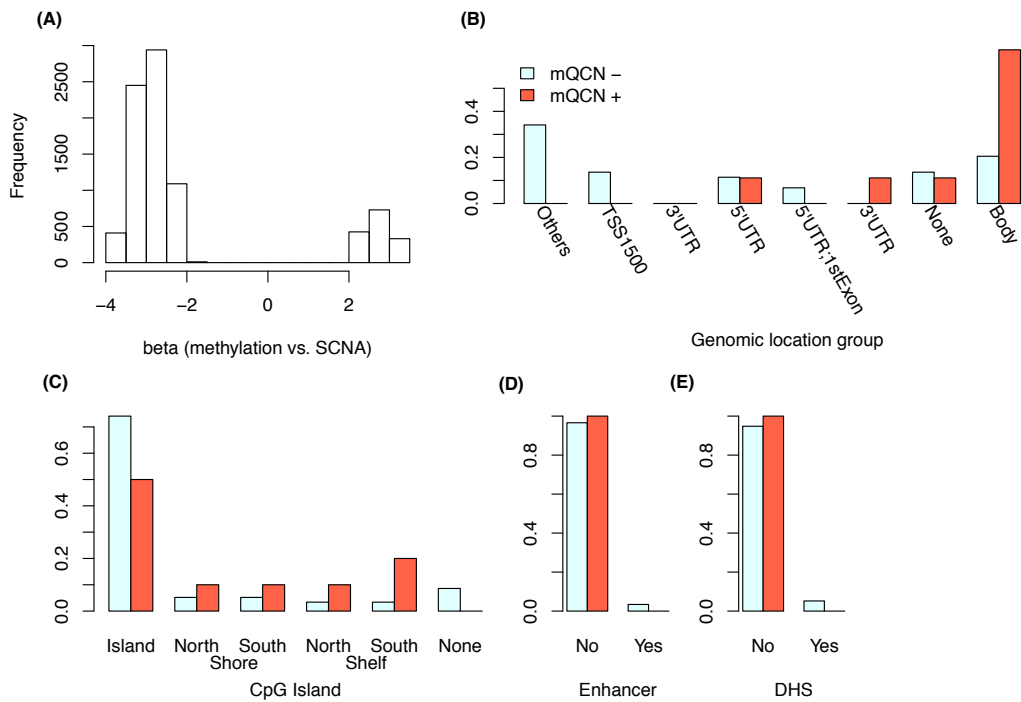 (A)
Frequency
0
500
1500
2500
−4
−2
0
2
beta (methylation vs. SCNA)
(B)
mQCN −
mQCN +
0.0
0.2
0.4
Others
TSS1500
3'UTR
5'UTR
5'UTR;1stExon
3'UTR
None
Body
Genomic location group
(C)
0.0
0.2
0.4
0.6
Island
North
South
North
South
None
Shore
Shelf
CpG Island
(D)
0.0
0.4
0.8
No
Yes
Enhancer
(E)
0.0
0.4
0.8
No
Yes
DHS